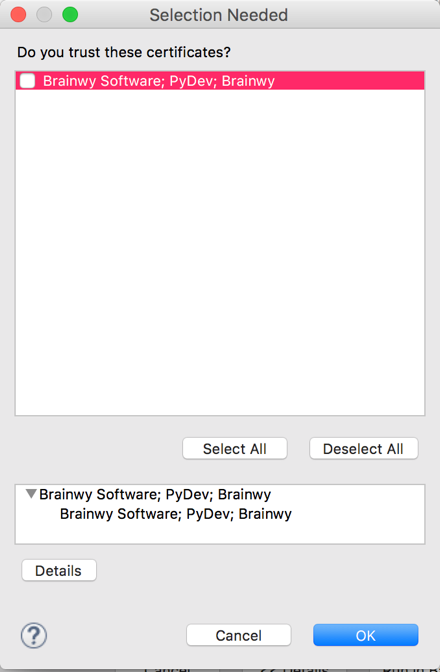 Selection Needed
Do you trust these certificates?
Brainwy Software; PyDev; Brainwy
Select All
Deselect All
Brainwy Software; PyDev; Brainwy
Brainwy Software; PyDev; Brainwy
Details
?
Cancel
OK